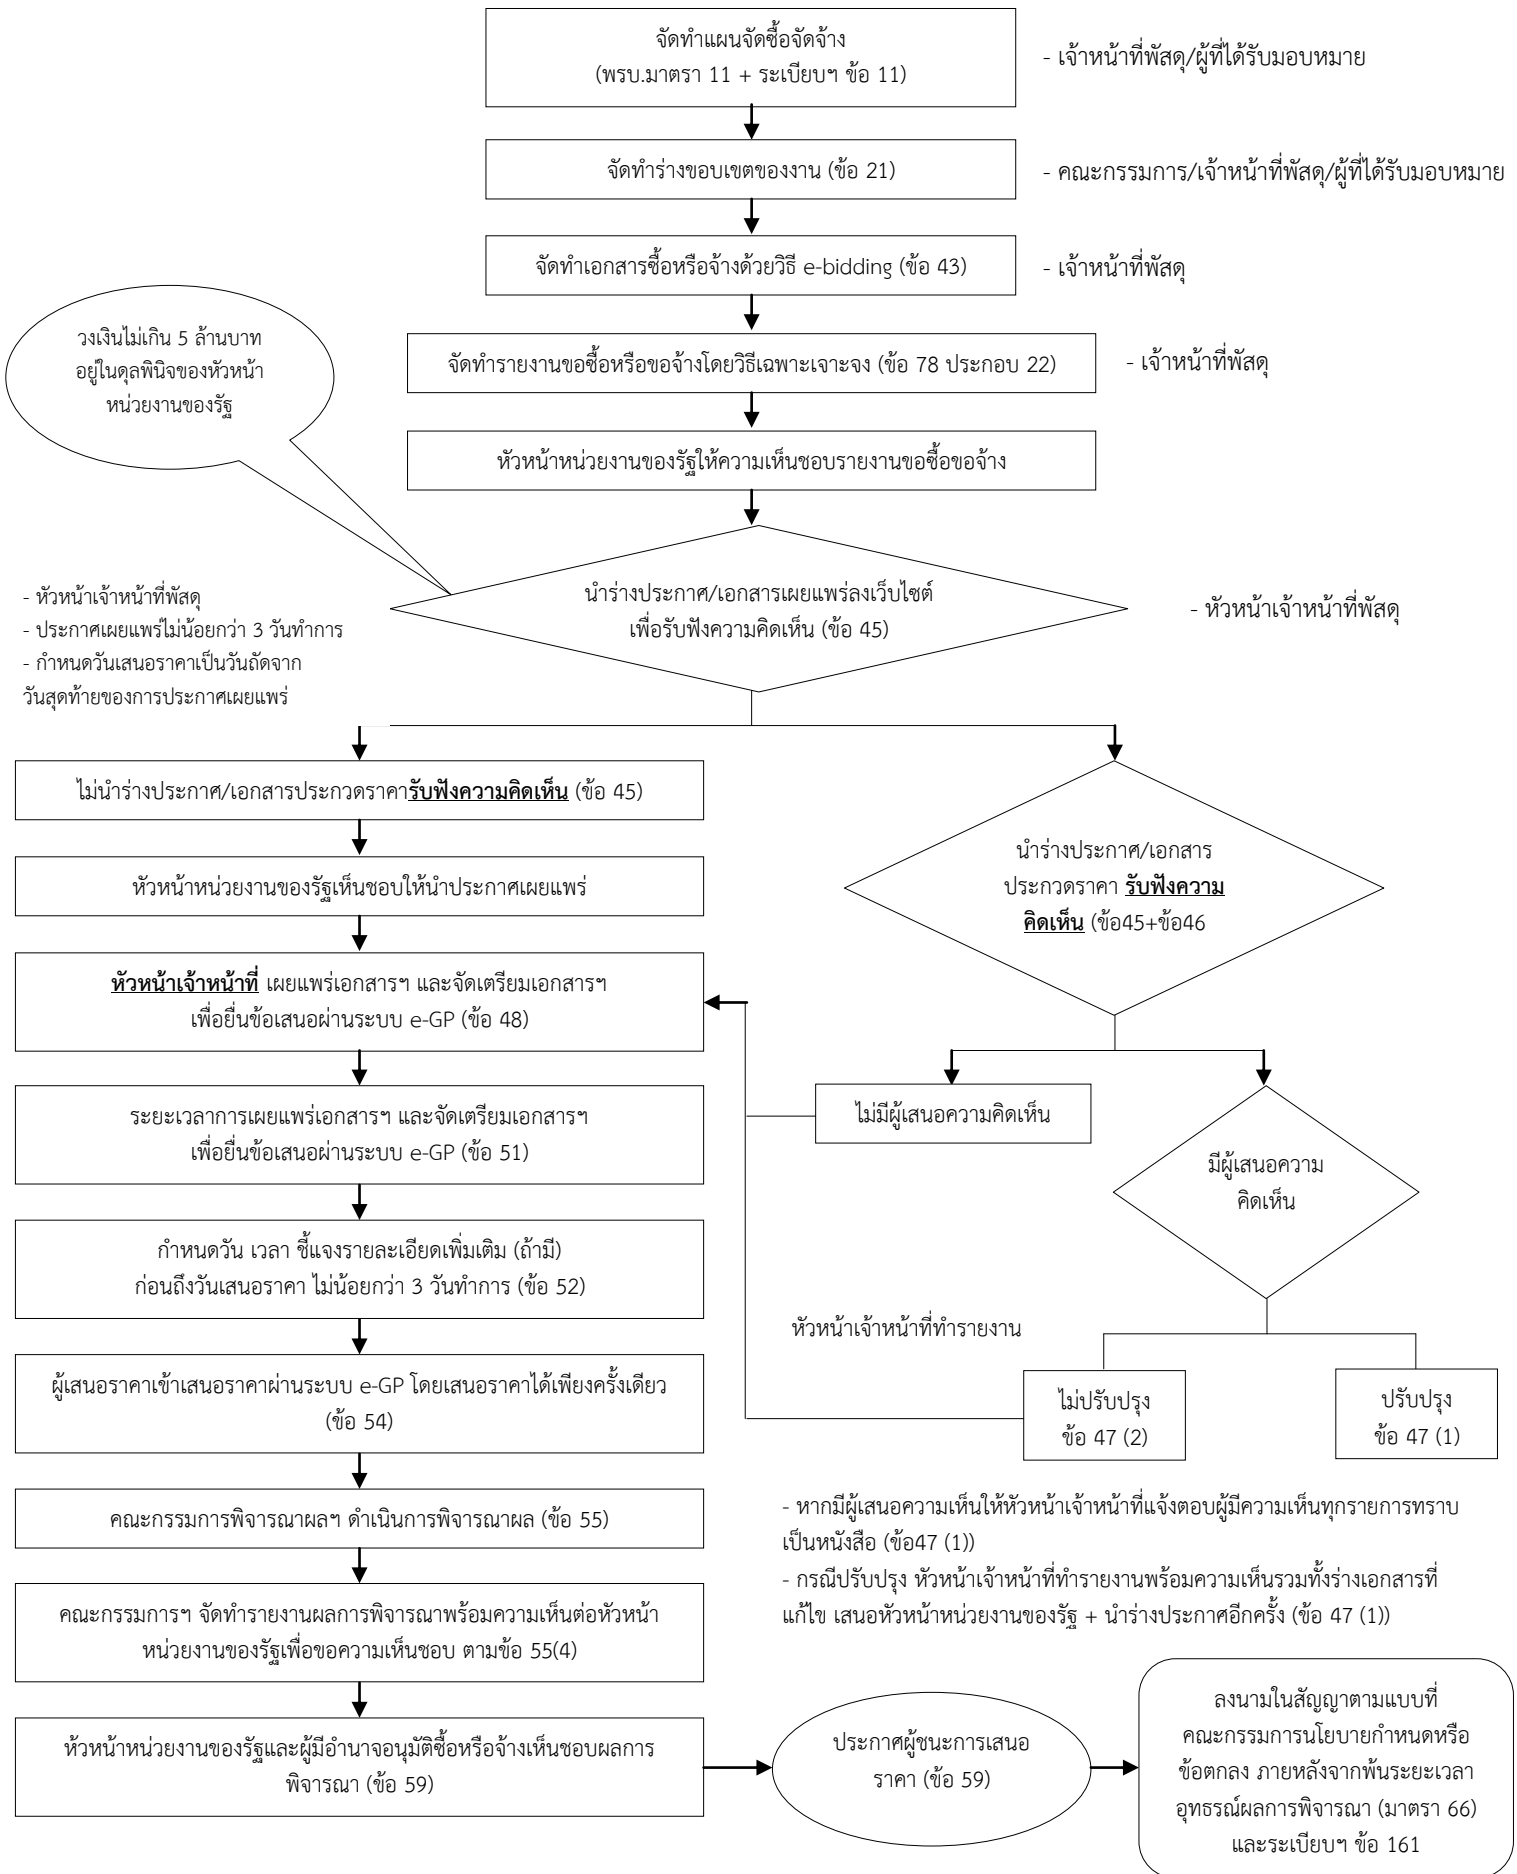 จัดทำแผนจัดซื้อจัดจ้าง
(พรบ.มาตรา 11 + ระเบียบฯ ข้อ 11)
- เจ้าหน้าที่พัสดุ/ผู้ที่ได้รับมอบหมาย
จัดทำร่างขอบเขตของงาน (ข้อ 21)
- คณะกรรมการ/เจ้าหน้าที่พัสดุ/ผู้ที่ได้รับมอบหมาย
จัดทำเอกสารซื้อหรือจ้างด้วยวิธี e-bidding (ข้อ 43)
- เจ้าหน้าที่พัสดุ
วงเงินไม่เกิน 5 ล้านบาท
อยู่ในดุลพินิจของหัวหน้า
หน่วยงานของรัฐ
จัดทำรายงานขอซื้อหรือขอจ้างโดยวิธีเฉพาะเจาะจง (ข้อ 78 ประกอบ 22)
- เจ้าหน้าที่พัสดุ
หัวหน้าหน่วยงานของรัฐให้ความเห็นชอบรายงานขอซื้อขอจ้าง
นำร่างประกาศ/เอกสารเผยแพร่ลงเว็บไซต์
เพื่อรับฟังความคิดเห็น (ข้อ 45)
- หัวหน้าเจ้าหน้าที่พัสดุ
- หัวหน้าเจ้าหน้าที่พัสดุ
- ประกาศเผยแพร่ไม่น้อยกว่า 3 วันทำการ
- กำหนดวันเสนอราคาเป็นวันถัดจาก
วันสุดท้ายของการประกาศเผยแพร่
ไม่นำร่างประกาศ/เอกสารประกวดราคารับฟังความคิดเห็น (ข้อ 45)
หัวหน้าหน่วยงานของรัฐเห็นชอบให้นำประกาศเผยแพร่
นำร่างประกาศ/เอกสาร
ประกวดราคา รับฟังความ
คิดเห็น (ข้อ45+ข้อ46
หัวหน้าเจ้าหน้าที่ เผยแพร่เอกสารฯ และจัดเตรียมเอกสารฯ
เพื่อยื่นข้อเสนอผ่านระบบ e-GP (ข้อ 48)
ไม่มีผู้เสนอความคิดเห็น
มีผู้เสนอความ
คิดเห็น
ระยะเวลาการเผยแพร่เอกสารฯ และจัดเตรียมเอกสารฯ
เพื่อยื่นข้อเสนอผ่านระบบ e-GP (ข้อ 51)
กำหนดวัน เวลา ชี้แจงรายละเอียดเพิ่มเติม (ถ้ามี)
ก่อนถึงวันเสนอราคา ไม่น้อยกว่า 3 วันทำการ (ข้อ 52)
หัวหน้าเจ้าหน้าที่ทำรายงาน
ไม่ปรับปรุง
ข้อ 47 (2)
ปรับปรุง
ข้อ 47 (1)
ผู้เสนอราคาเข้าเสนอราคาผ่านระบบ e-GP โดยเสนอราคาได้เพียงครั้งเดียว
(ข้อ 54)
คณะกรรมการพิจารณาผลฯ ดำเนินการพิจารณาผล (ข้อ 55)
- หากมีผู้เสนอความเห็นให้หัวหน้าเจ้าหน้าที่แจ้งตอบผู้มีความเห็นทุกรายการทราบ
เป็นหนังสือ (ข้อ47 (1))
- กรณีปรับปรุง หัวหน้าเจ้าหน้าที่ทำรายงานพร้อมความเห็นรวมทั้งร่างเอกสารที่
แก้ไข เสนอหัวหน้าหน่วยงานของรัฐ + นำร่างประกาศอีกครั้ง (ข้อ 47 (1))
คณะกรรมการฯ จัดทำรายงานผลการพิจารณาพร้อมความเห็นต่อหัวหน้า
หน่วยงานของรัฐเพื่อขอความเห็นชอบ ตามข้อ 55(4)
ห้วหน้าหน่วยงานของรัฐและผู้มีอำนาจอนุมัติซื้อหรือจ้างเห็นชอบผลการ
พิจารณา (ข้อ 59)
ประกาศผู้ชนะการเสนอ
ราคา (ข้อ 59)
ลงนามในสัญญาตามแบบที่
คณะกรรมการนโยบายกำหนดหรือ
ข้อตกลง ภายหลังจากพ้นระยะเวลา
อุทธรณ์ผลการพิจารณา (มาตรา 66)
และระเบียบฯ ข้อ 161